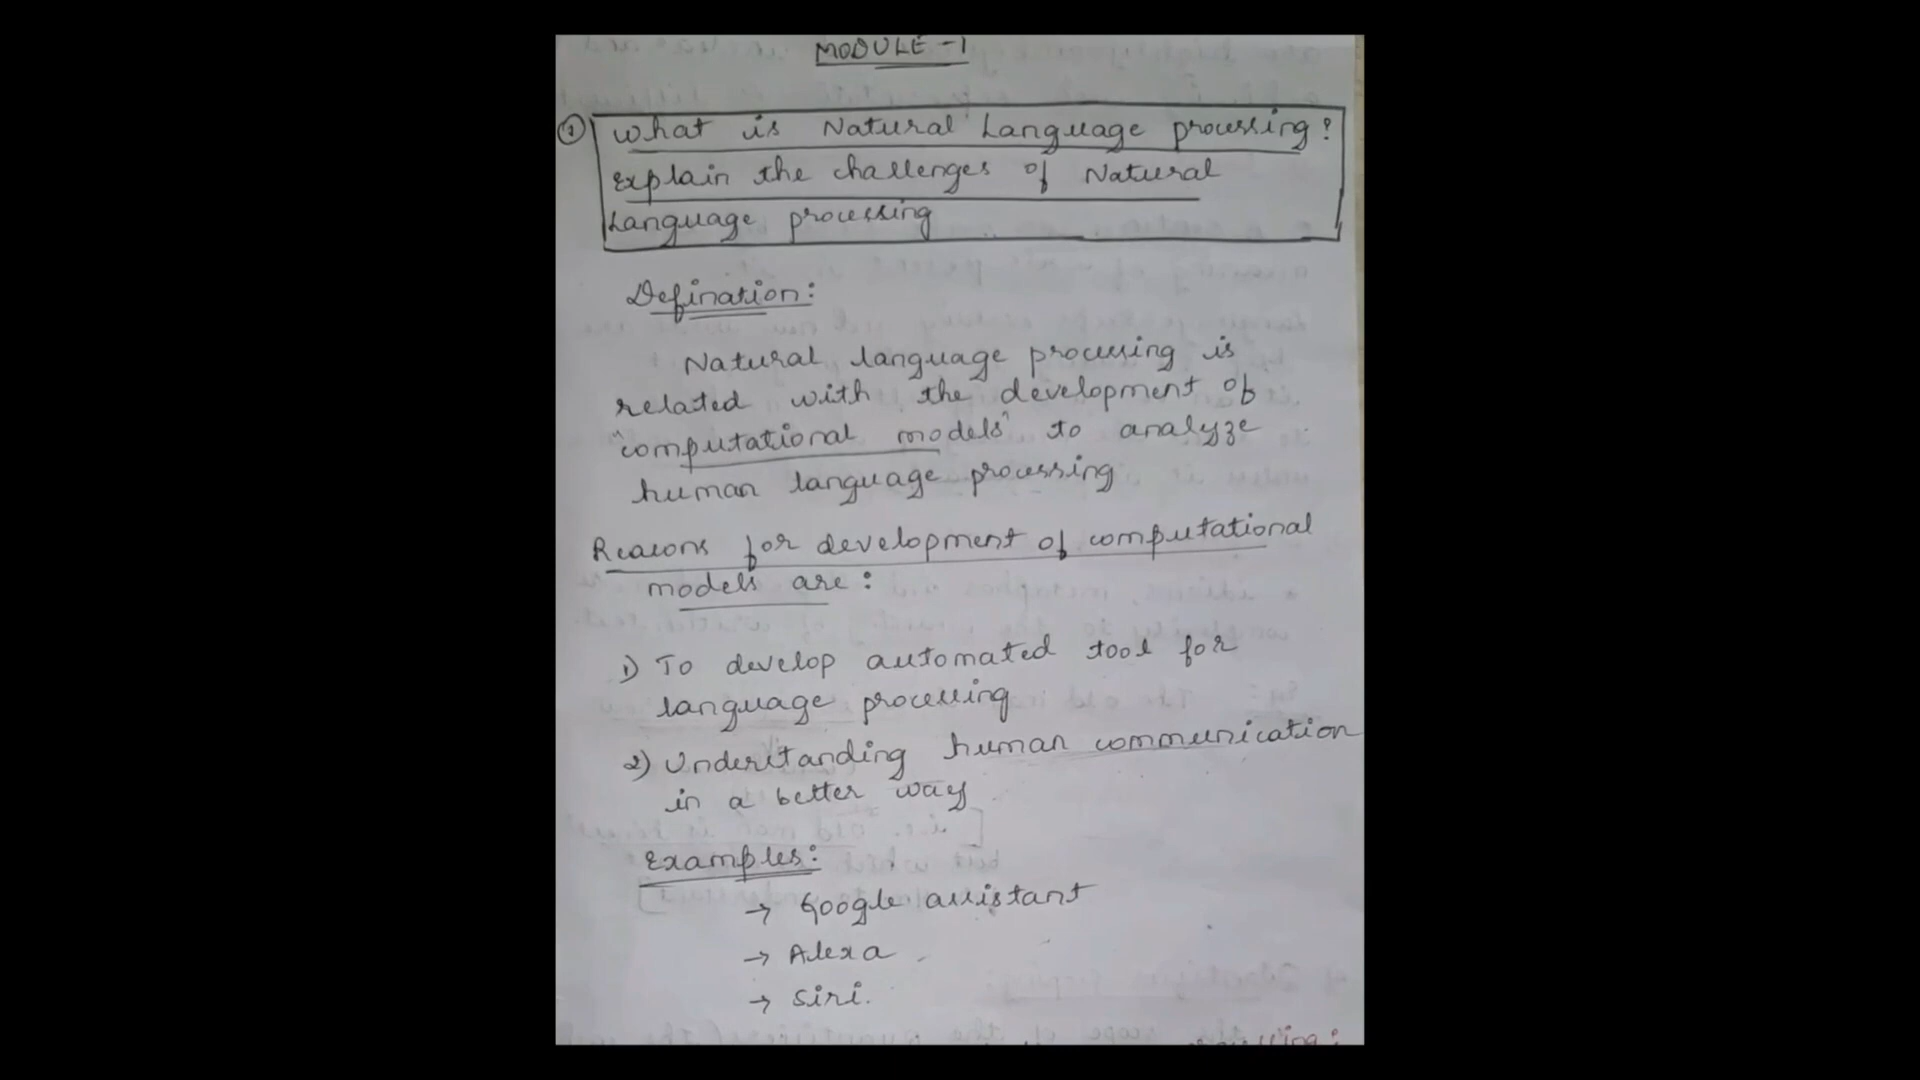 MODULE - 1
① What is Natural Language processing?
Explain the challenges of Natural
Language processing
Defination:
Natural language processing is
related with the development of
"computational models" to analyze
human language processing
Reasons for development of computational
models are:
1) To develop automated tool for
language processing
2) Understanding human communication
in a better way
Examples:
→ Google assistant
→ Alexa
→ Siri.